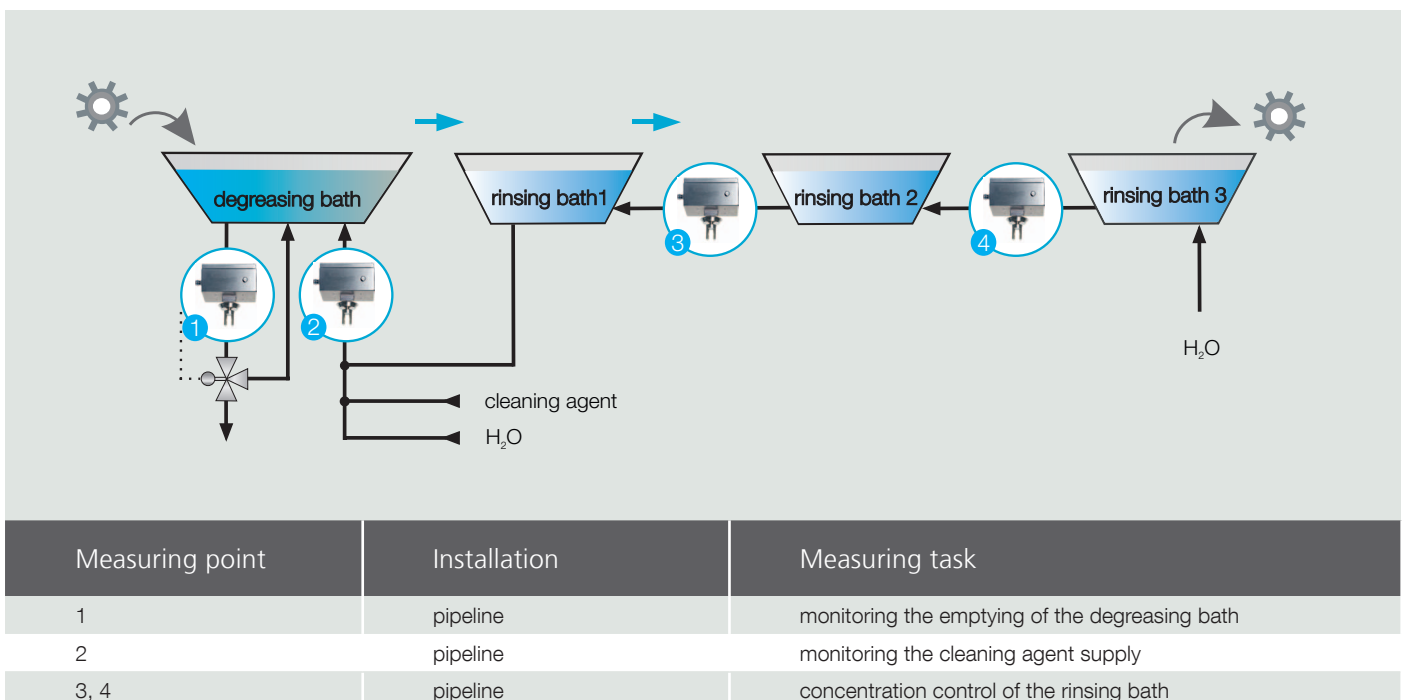 degreasing bath
rinsing bath1
rinsing bath 2
rinsing bath 3
3
4
1
2
H₂O
cleaning agent
H₂O
Measuring point Installation Measuring task
1 pipeline monitoring the emptying of the degreasing bath
2 pipeline monitoring the cleaning agent supply
3, 4 pipeline concentration control of the rinsing bath